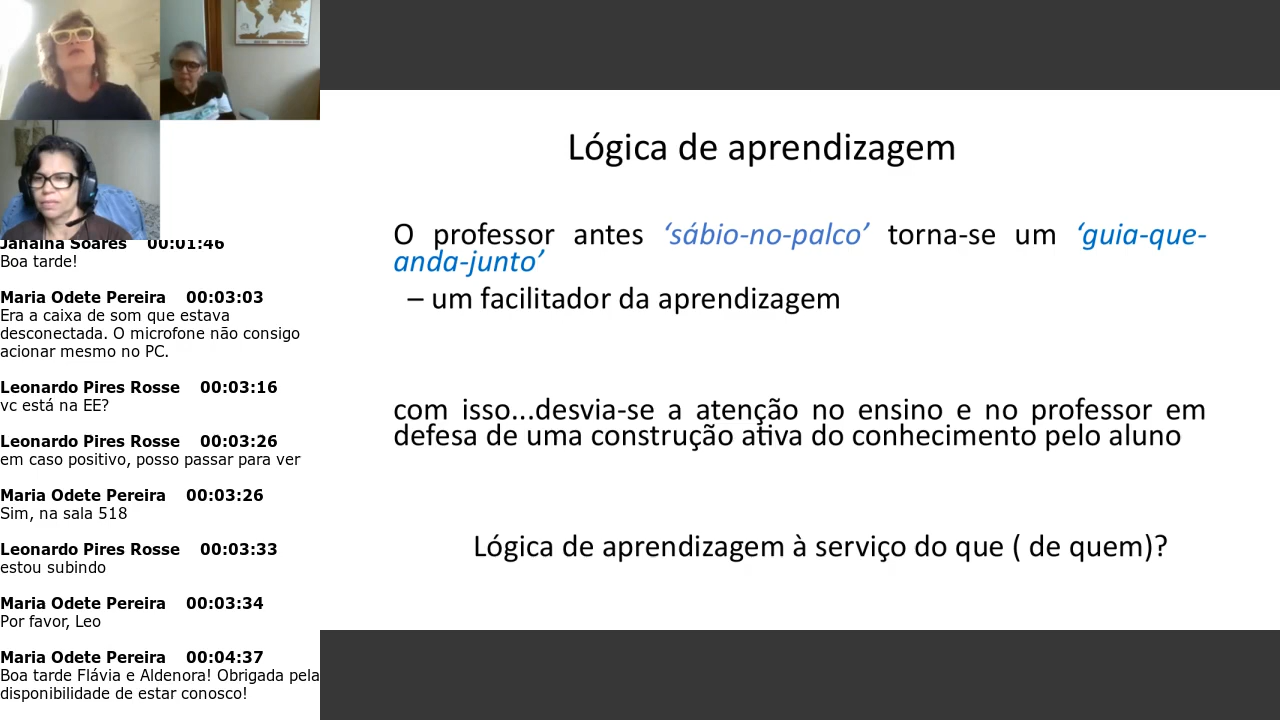 Janaina Soares 00:01:46
Boa tarde!
Maria Odete Pereira 00:03:03
Era a caixa de som que estava
desconectada. O microfone não consigo
acionar mesmo no PC.
Leonardo Pires Rosse 00:03:16
vc está na EE?
Leonardo Pires Rosse 00:03:26
em caso positivo, posso passar para ver
Maria Odete Pereira 00:03:26
Sim, na sala 518
Leonardo Pires Rosse 00:03:33
estou subindo
Maria Odete Pereira 00:03:34
Por favor, Leo
Maria Odete Pereira 00:04:37
Boa tarde Flávia e Aldenora! Obrigada pela
disponibilidade de estar conosco!
Lógica de aprendizagem
O professor antes ‘sábio-no-palco’ torna-se um ‘guia-que-
anda-junto’
– um facilitador da aprendizagem
com isso...desvia-se a atenção no ensino e no professor em
defesa de uma construção ativa do conhecimento pelo aluno
Lógica de aprendizagem à serviço do que ( de quem)?